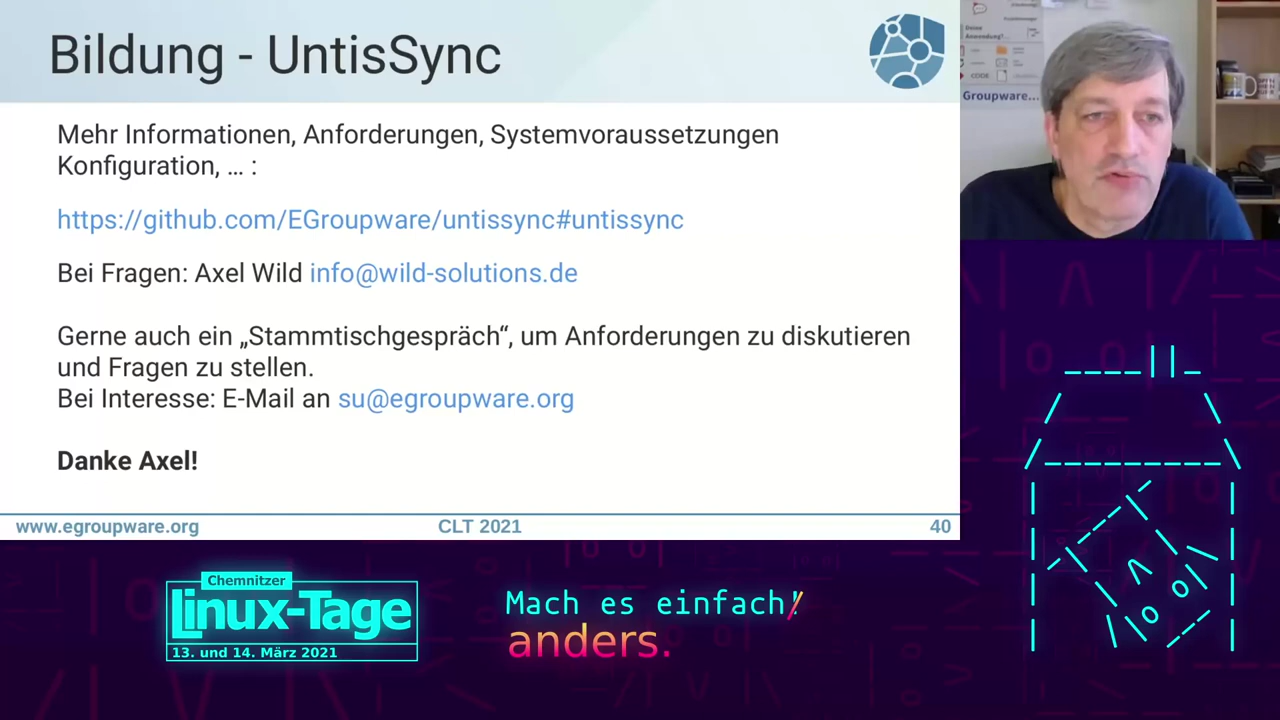 Bildung - UntisSync
Mehr Informationen, Anforderungen, Systemvoraussetzungen
Konfiguration, ... :
https://github.com/EGroupware/untissync#untissync
Bei Fragen: Axel Wild info@wild-solutions.de
Gerne auch ein „Stammtischgespräch“, um Anforderungen zu diskutieren
und Fragen zu stellen.
Bei Interesse: E-Mail an su@egroupware.org
Danke Axel!
www.egroupware.org CLT 2021 40
Deine
Anwendung?...
CODE
Groupware...
Chemnitzer
Linux-Tage
13. und 14. März 2021
Mach es einfach!
anders.